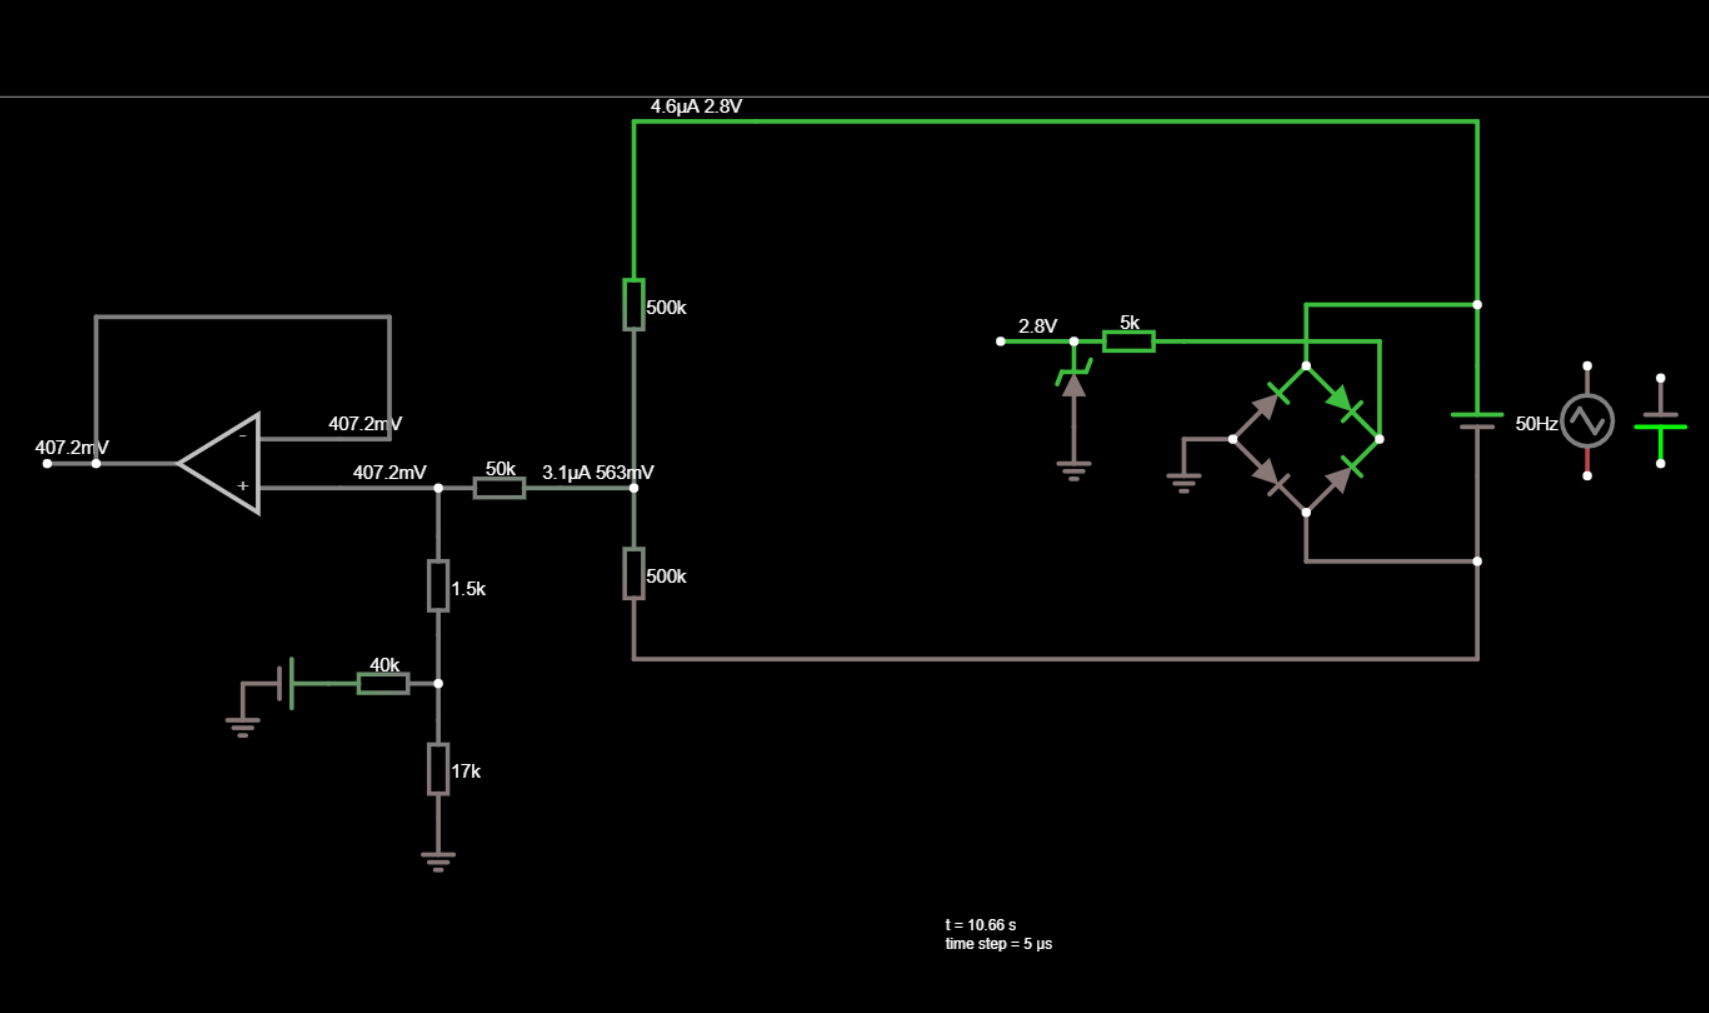 4.6µA 2.8V
500k
2.8V
5k
407.2mV
50Hz
407.2mV
-
407.2mV
50k
3.1µA 563mV
+
500k
1.5k
40k
17k
t = 10.66 s
time step = 5 µs